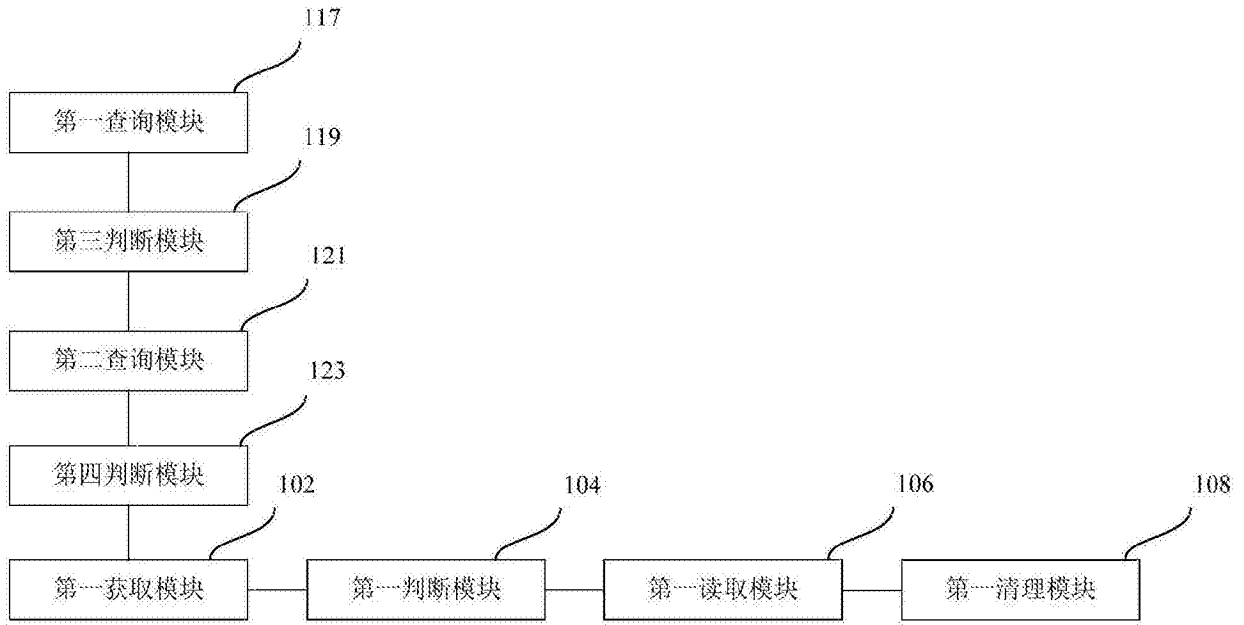 117
第一查询模块
119
第三判断模块
121
第二查询模块
123
第四判断模块
102
104
106
108
第一获取模块
第一判断模块
第一读取模块
第一清理模块